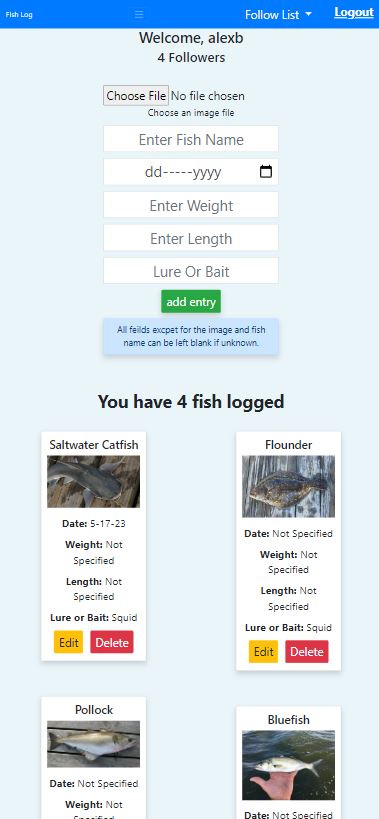 Fish Log
Follow List
Logout
Welcome, alexb
4 Followers
Choose File No file chosen
Choose an image file
Enter Fish Name
dd-----yyyy
Enter Weight
Enter Length
Lure Or Bait
add entry
All feilds excpet for the image and fish
name can be left blank if unknown.
You have 4 fish logged
Saltwater Catfish
Date: 5-17-23
Weight: Not
Specified
Length: Not
Specified
Lure or Bait: Squid
Edit Delete
Flounder
Date: Not Specified
Weight: Not
Specified
Length: Not
Specified
Lure or Bait: Squid
Edit Delete
Pollock
Date: Not Specified
Weight: Not
Bluefish
Date: Not Specified